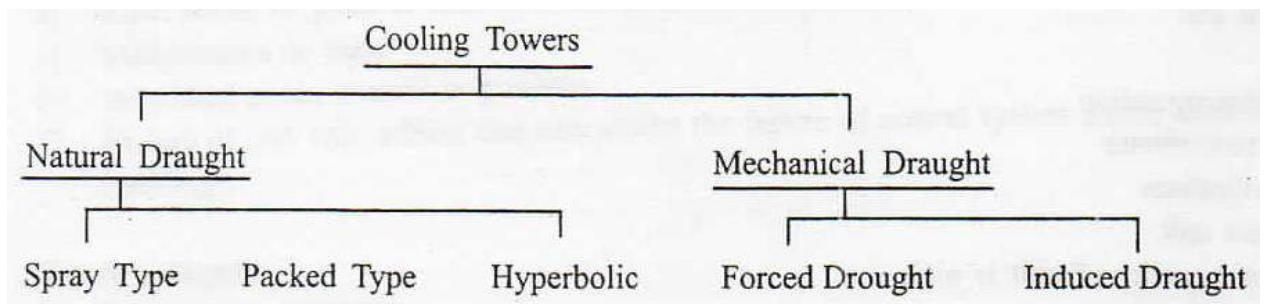 Cooling Towers
Natural Draught Mechanical Draught
Spray Type Packed Type Hyperbolic Forced Drought Induced Draught